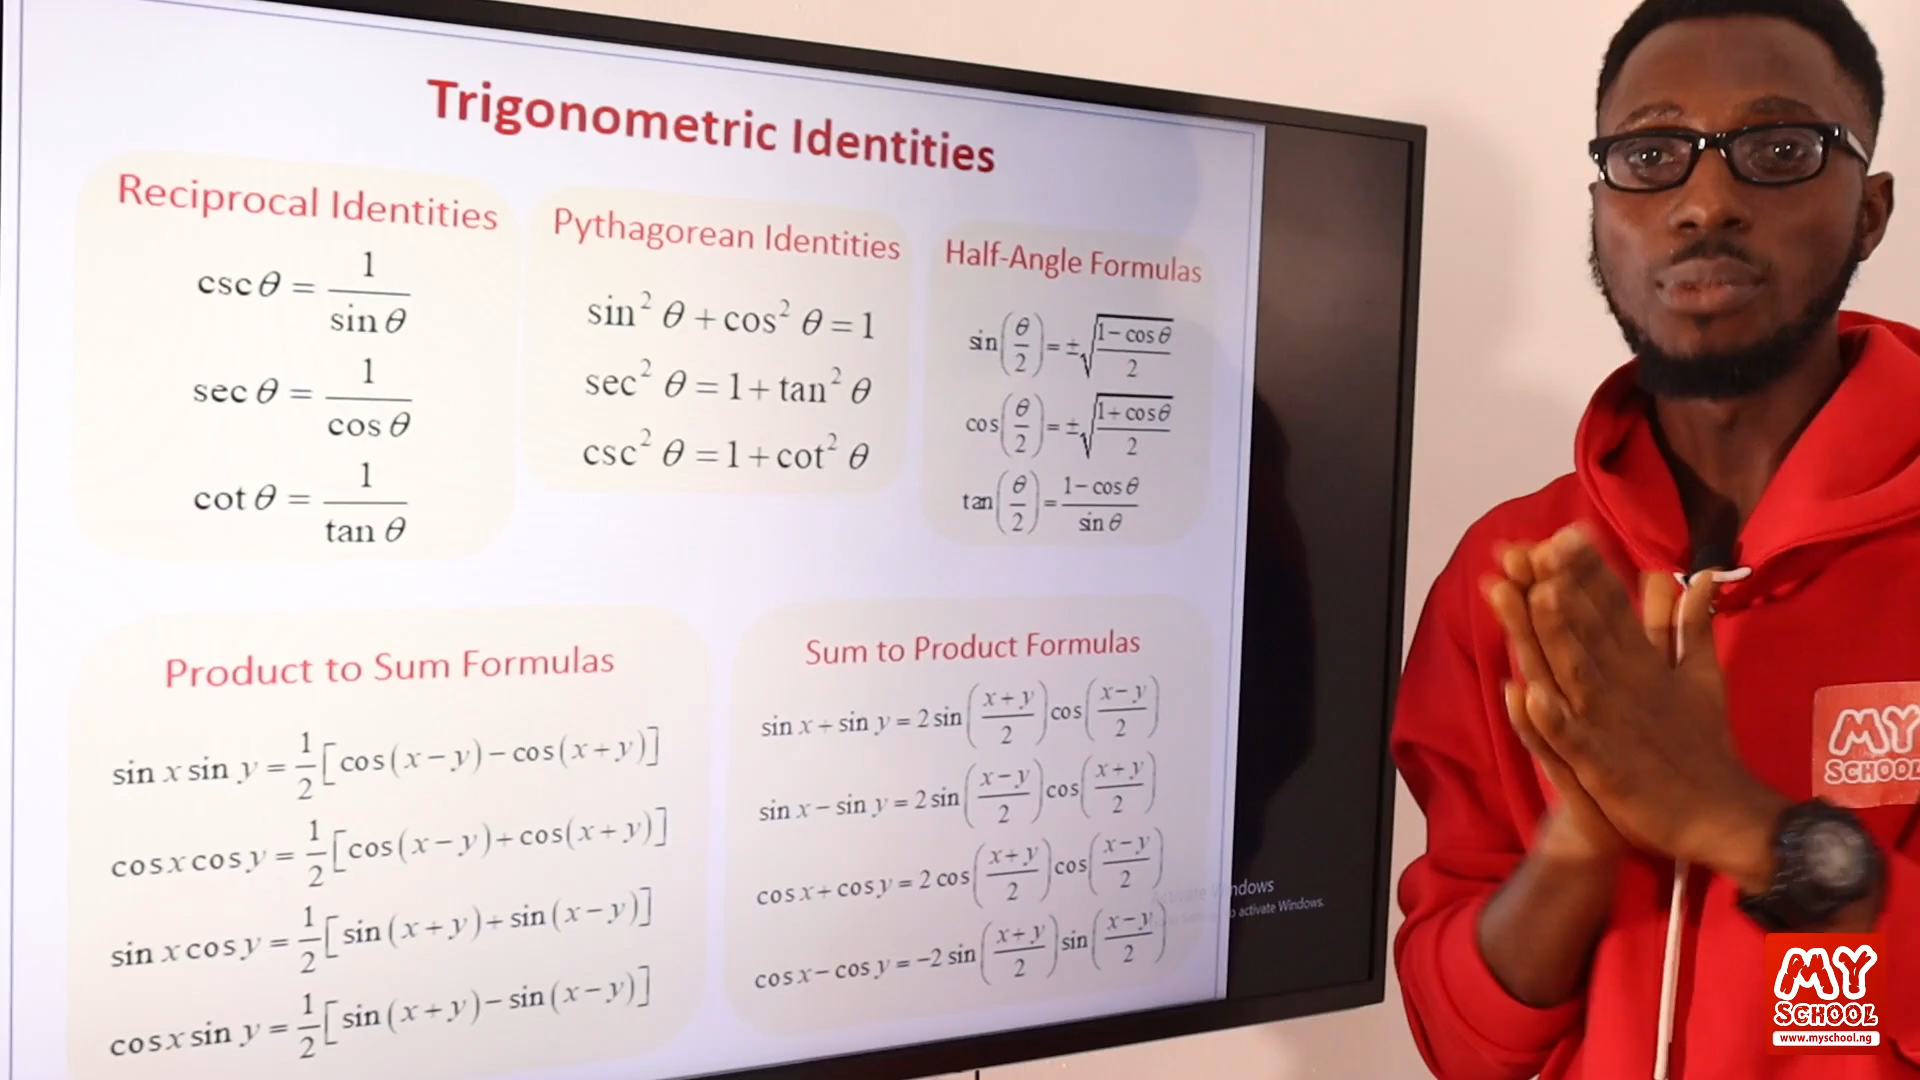 Trigonometric Identities
Reciprocal Identities
csc θ = 1/sin θ
sec θ = 1/cos θ
cot θ = 1/tan θ
Pythagorean Identities
sin² θ + cos² θ = 1
sec² θ = 1 + tan² θ
csc² θ = 1 + cot² θ
Half-Angle Formulas
sin(θ/2) = ±√((1 − cos θ)/2)
cos(θ/2) = ±√((1 + cos θ)/2)
tan(θ/2) = (1 − cos θ)/sin θ
Product to Sum Formulas
sin x sin y = 1/2[cos(x − y) − cos(x + y)]
cos x cos y = 1/2[cos(x − y) + cos(x + y)]
sin x cos y = 1/2[sin(x + y) + sin(x − y)]
cos x sin y = 1/2[sin(x + y) − sin(x − y)]
Sum to Product Formulas
sin x + sin y = 2 sin((x + y)/2) cos((x − y)/2)
sin x − sin y = 2 sin((x − y)/2) cos((x + y)/2)
cos x + cos y = 2 cos((x + y)/2) cos((x − y)/2)
cos x − cos y = −2 sin((x + y)/2) sin((x − y)/2)
Activate Windows
to activate Windows.
MY
SCHOOL
MY
SCHOOL
www.myschool.ng